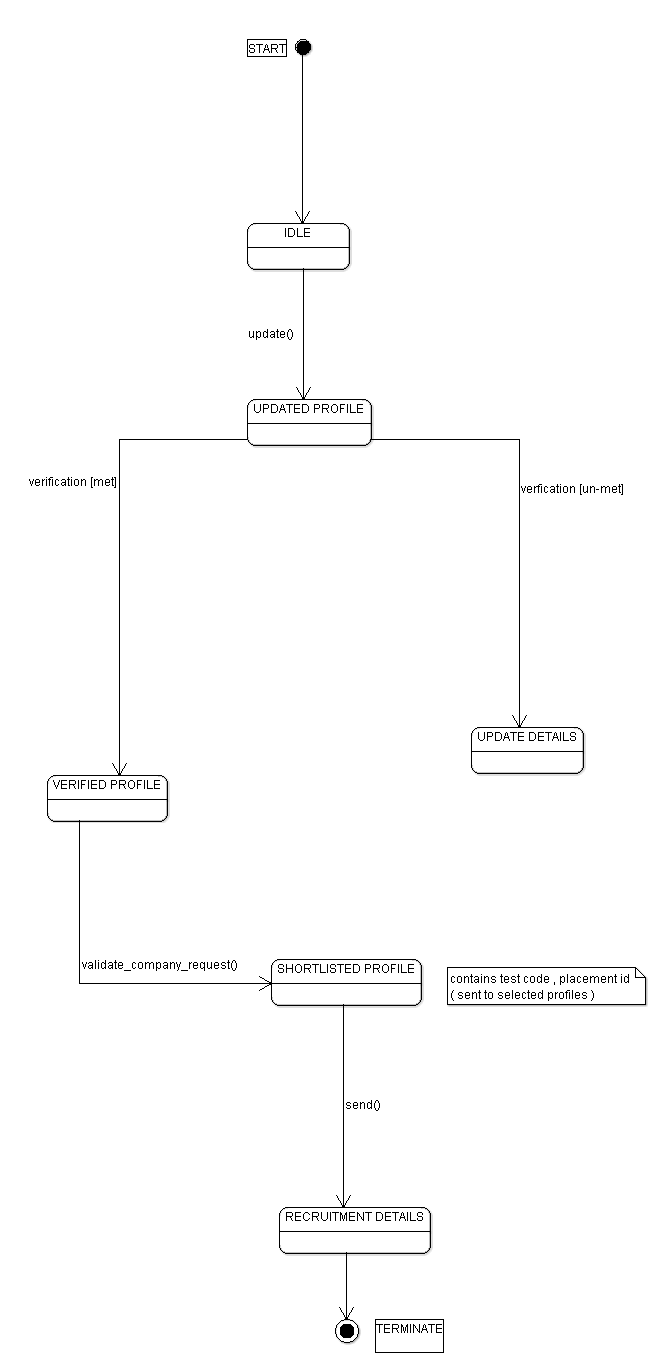 START
IDLE
update()
UPDATED PROFILE
verification [met]
verfication [un-met]
UPDATE DETAILS
VERIFIED PROFILE
validate_company_request()
SHORTLISTED PROFILE
contains test code , placement id
( sent to selected profiles )
send()
RECRUITMENT DETAILS
TERMINATE